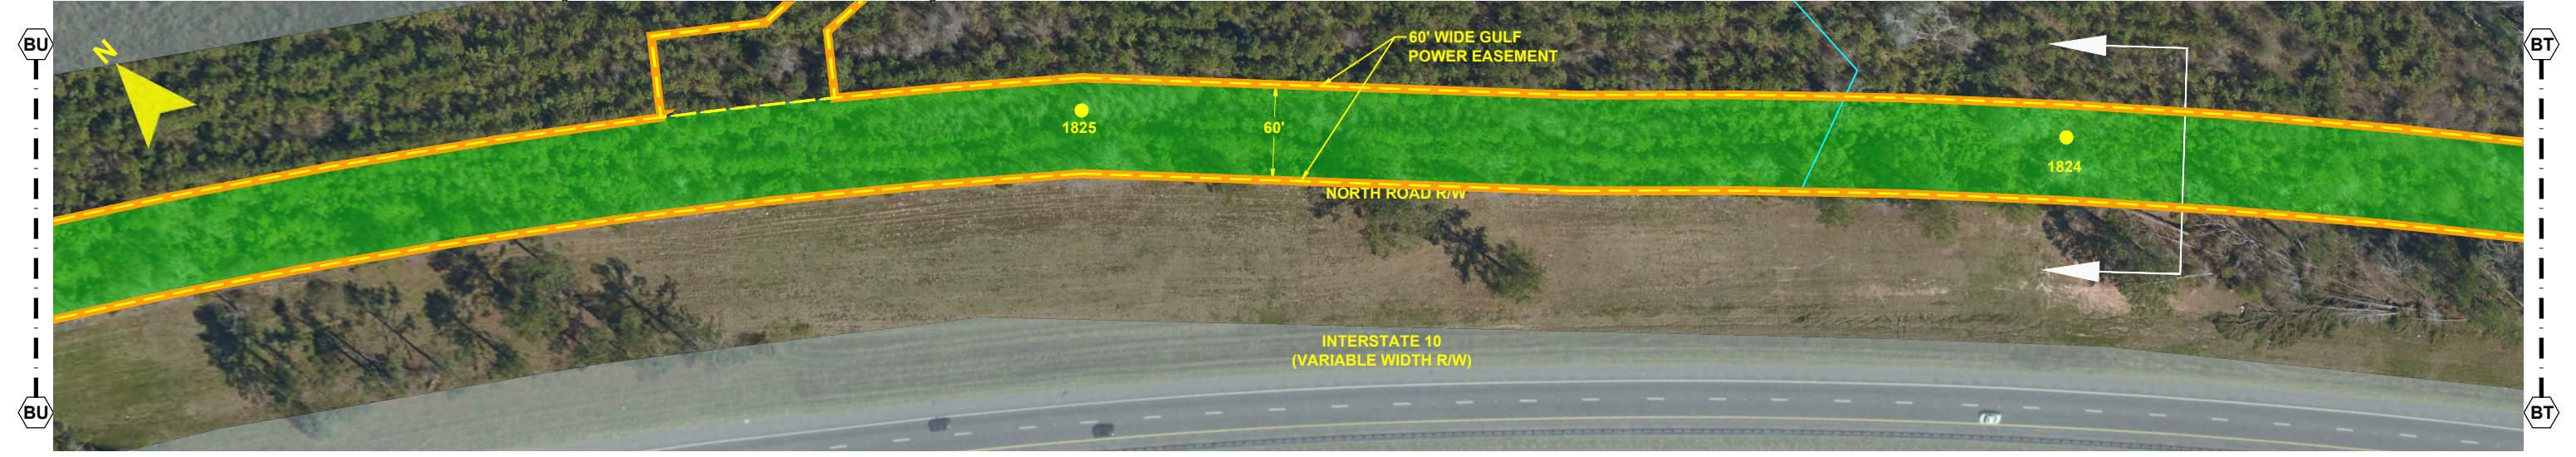 BU
BT
N
60' WIDE GULF
POWER EASEMENT
1825
60'
1824
NORTH ROAD R/W
INTERSTATE 10
(VARIABLE WIDTH R/W)
BU
BT